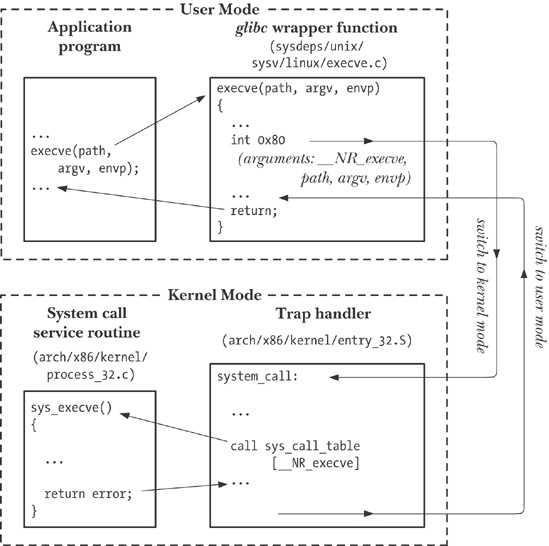 User Mode
Application
program
...
execve(path,
argv, envp);
...
glibc wrapper function
(sysdeps/unix/
sysv/linux/execve.c)
execve(path, argv, envp)
{
...
int 0x80
(arguments: __NR_execve,
path, argv, envp)
...
return;
}
switch to kernel mode
switch to user mode
Kernel Mode
System call
service routine
(arch/x86/kernel/
process_32.c)
sys_execve()
{
...
return error;
}
Trap handler
(arch/x86/kernel/entry_32.S)
system_call:
...
call sys_call_table
[__NR_execve]
...